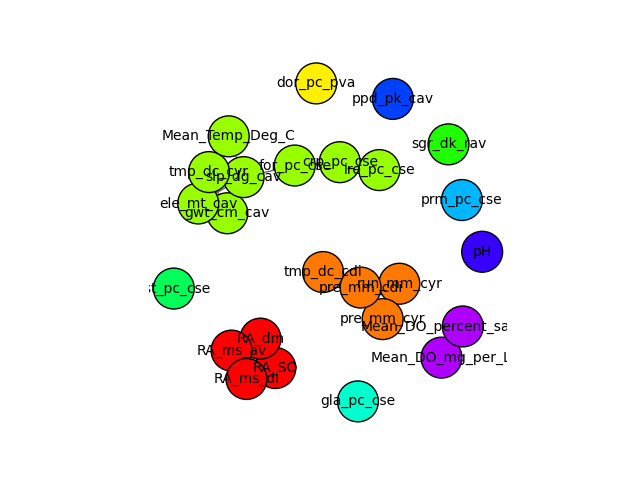 dor_pc_pva
ppd_pk_cav
Mean_Temp_Deg_C
sgr_dk_rav
for_pc_cse
crp_pc_cse
ire_pc_cse
tmp_dc_cyr
slp_dg_cav
ele_mt_cav
gwt_cm_cav
prm_pc_cse
pH
tmp_dc_cdi
run_mm_cyr
pre_mm_cdi
st_pc_cse
pre_mm_cyr
Mean_DO_percent_sa
RA_dm
RA_ms_av
Mean_DO_mg_per_L
RA_SO
RA_ms_di
gla_pc_cse